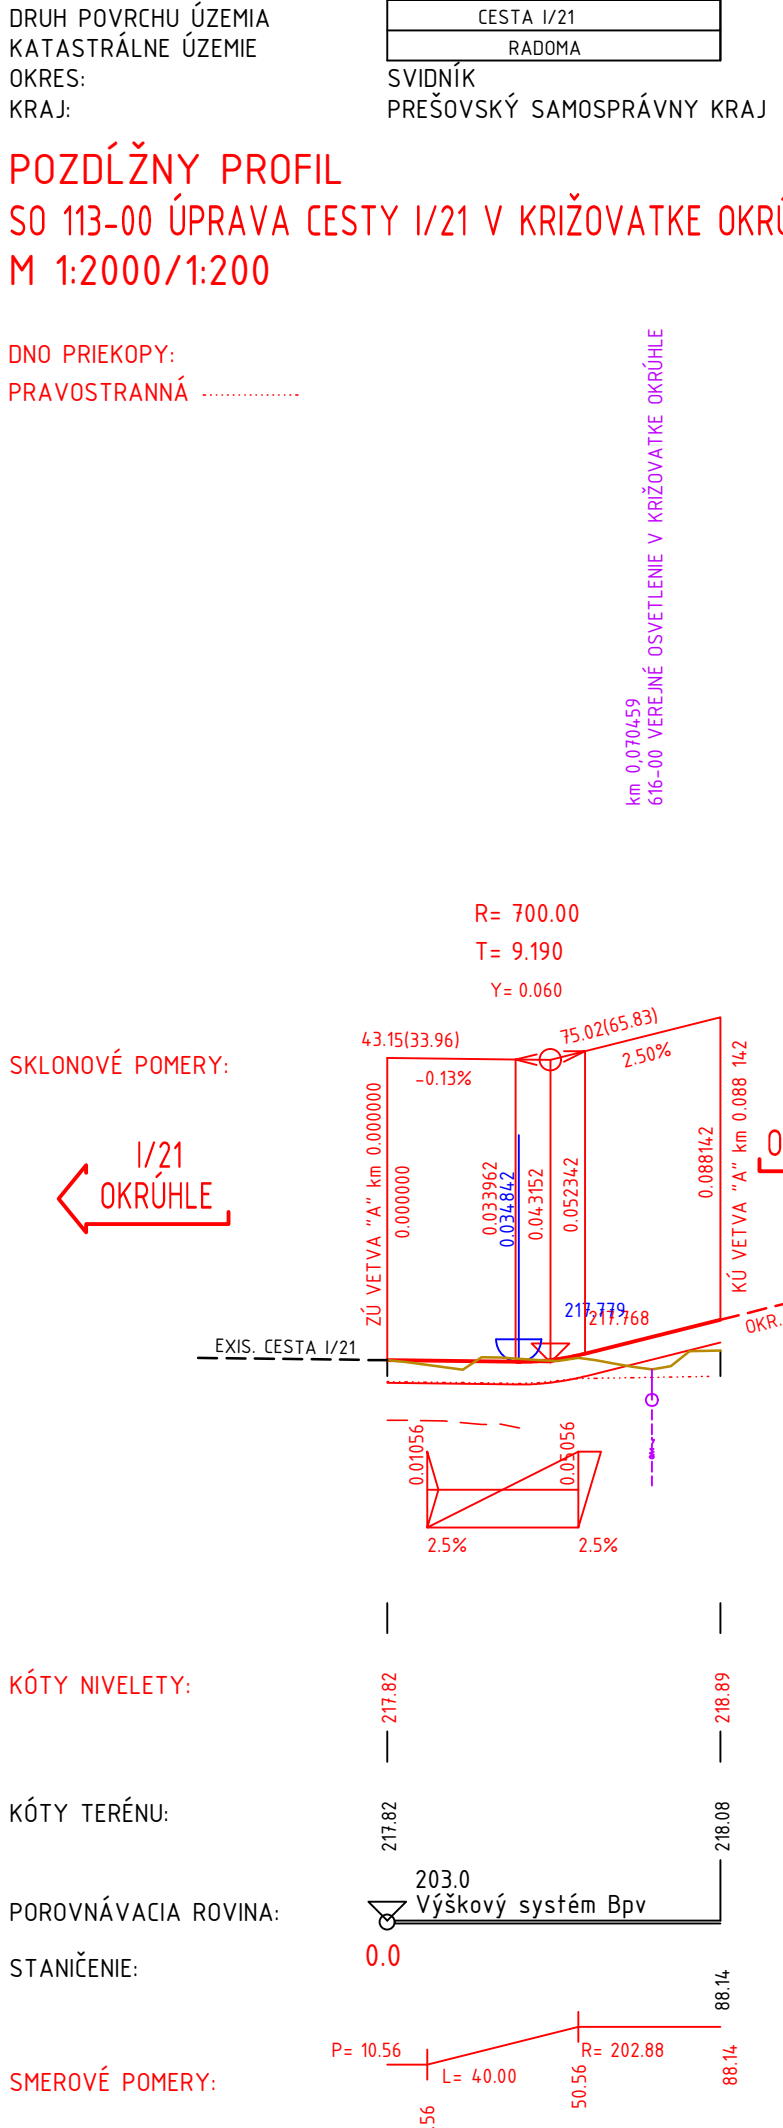 DRUH POVRCHU ÚZEMIA
CESTA I/21
KATASTRÁLNE ÚZEMIE
RADOMA
OKRES:
SVIDNÍK
KRAJ:
PREŠOVSKÝ SAMOSPRÁVNY KRAJ
POZDĹŽNY PROFIL
SO 113-00 ÚPRAVA CESTY I/21 V KRIŽOVATKE
M 1:2000/1:200
DNO PRIEKOPY:
PRAVOSTRANNÁ
km 0,070459
616-00 VEREJNÉ OSVETLENIE V KRIŽOVATKE OKRÚHLE
R= 700.00
T= 9.190
Y= 0.060
43.15(33.96)
75.02(65.83)
SKLONOVÉ POMERY:
-0.13%
2.50%
ZÚ VETVA "A" km 0.000000
0.000000
0.033962
0.034842
0.043152
0.052342
0.088142
KÚ VETVA "A" km 0.088 142
I/21
OKRÚHLE
217.779
217.768
OKR.
EXIS. CESTA I/21
0.01056
0.05056
2.5%
2.5%
KÓTY NIVELETY:
217.82
218.89
KÓTY TERÉNU:
217.82
218.08
203.0
POROVNÁVACIA ROVINA:
Výškový systém Bpv
0.0
STANIČENIE:
88.14
SMEROVÉ POMERY:
P= 10.56
L= 40.00
R= 202.88
50.56
88.14